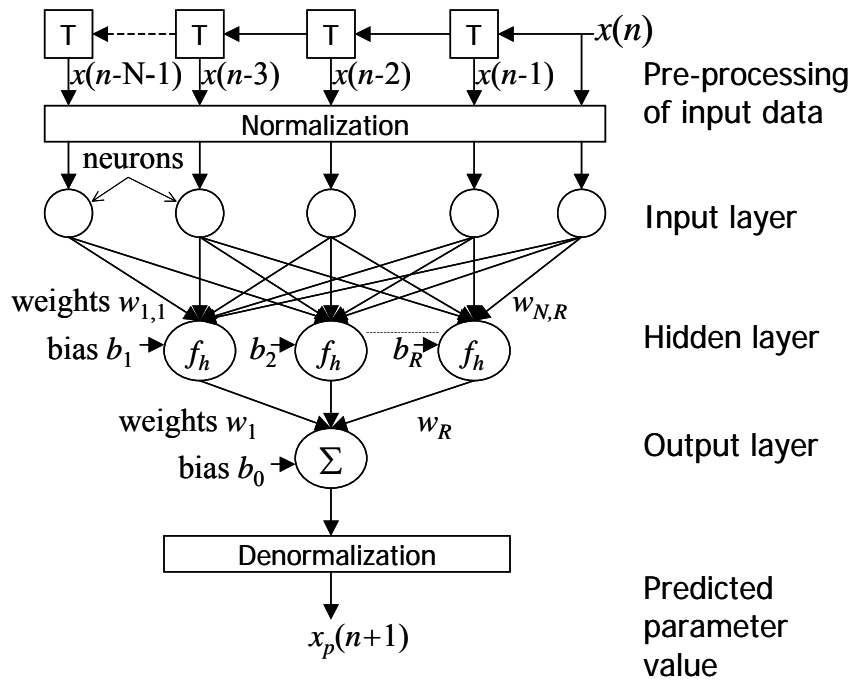 T T T T x(n)
x(n-N-1) x(n-3) x(n-2) x(n-1)
Pre-processing
of input data
Normalization
neurons
Input layer
weights w1,1 wN,R
bias b1 fh b2 fh bR fh
Hidden layer
weights w1 wR
Output layer
bias b0 Σ
Denormalization
xp(n+1)
Predicted
parameter
value